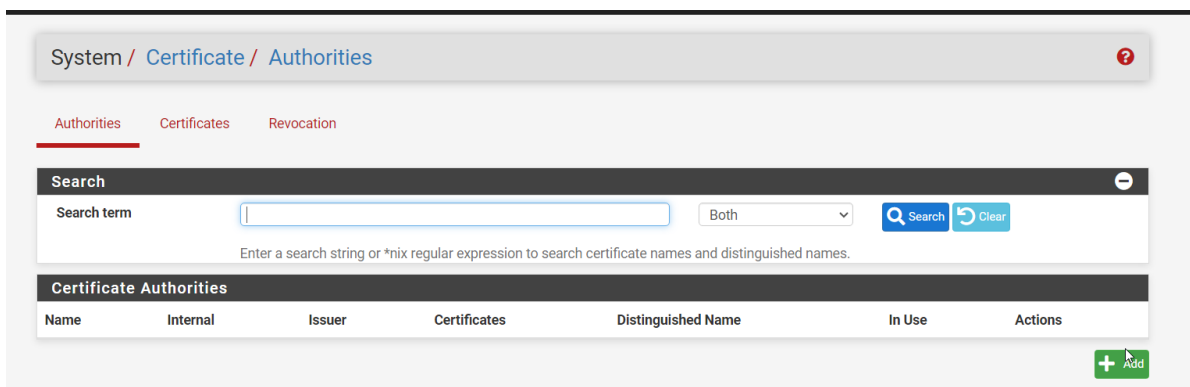 System / Certificate / Authorities
Authorities Certificates Revocation
Search
Search term Both Search Clear
Enter a search string or *nix regular expression to search certificate names and distinguished names.
Certificate Authorities
Name Internal Issuer Certificates Distinguished Name In Use Actions
Add